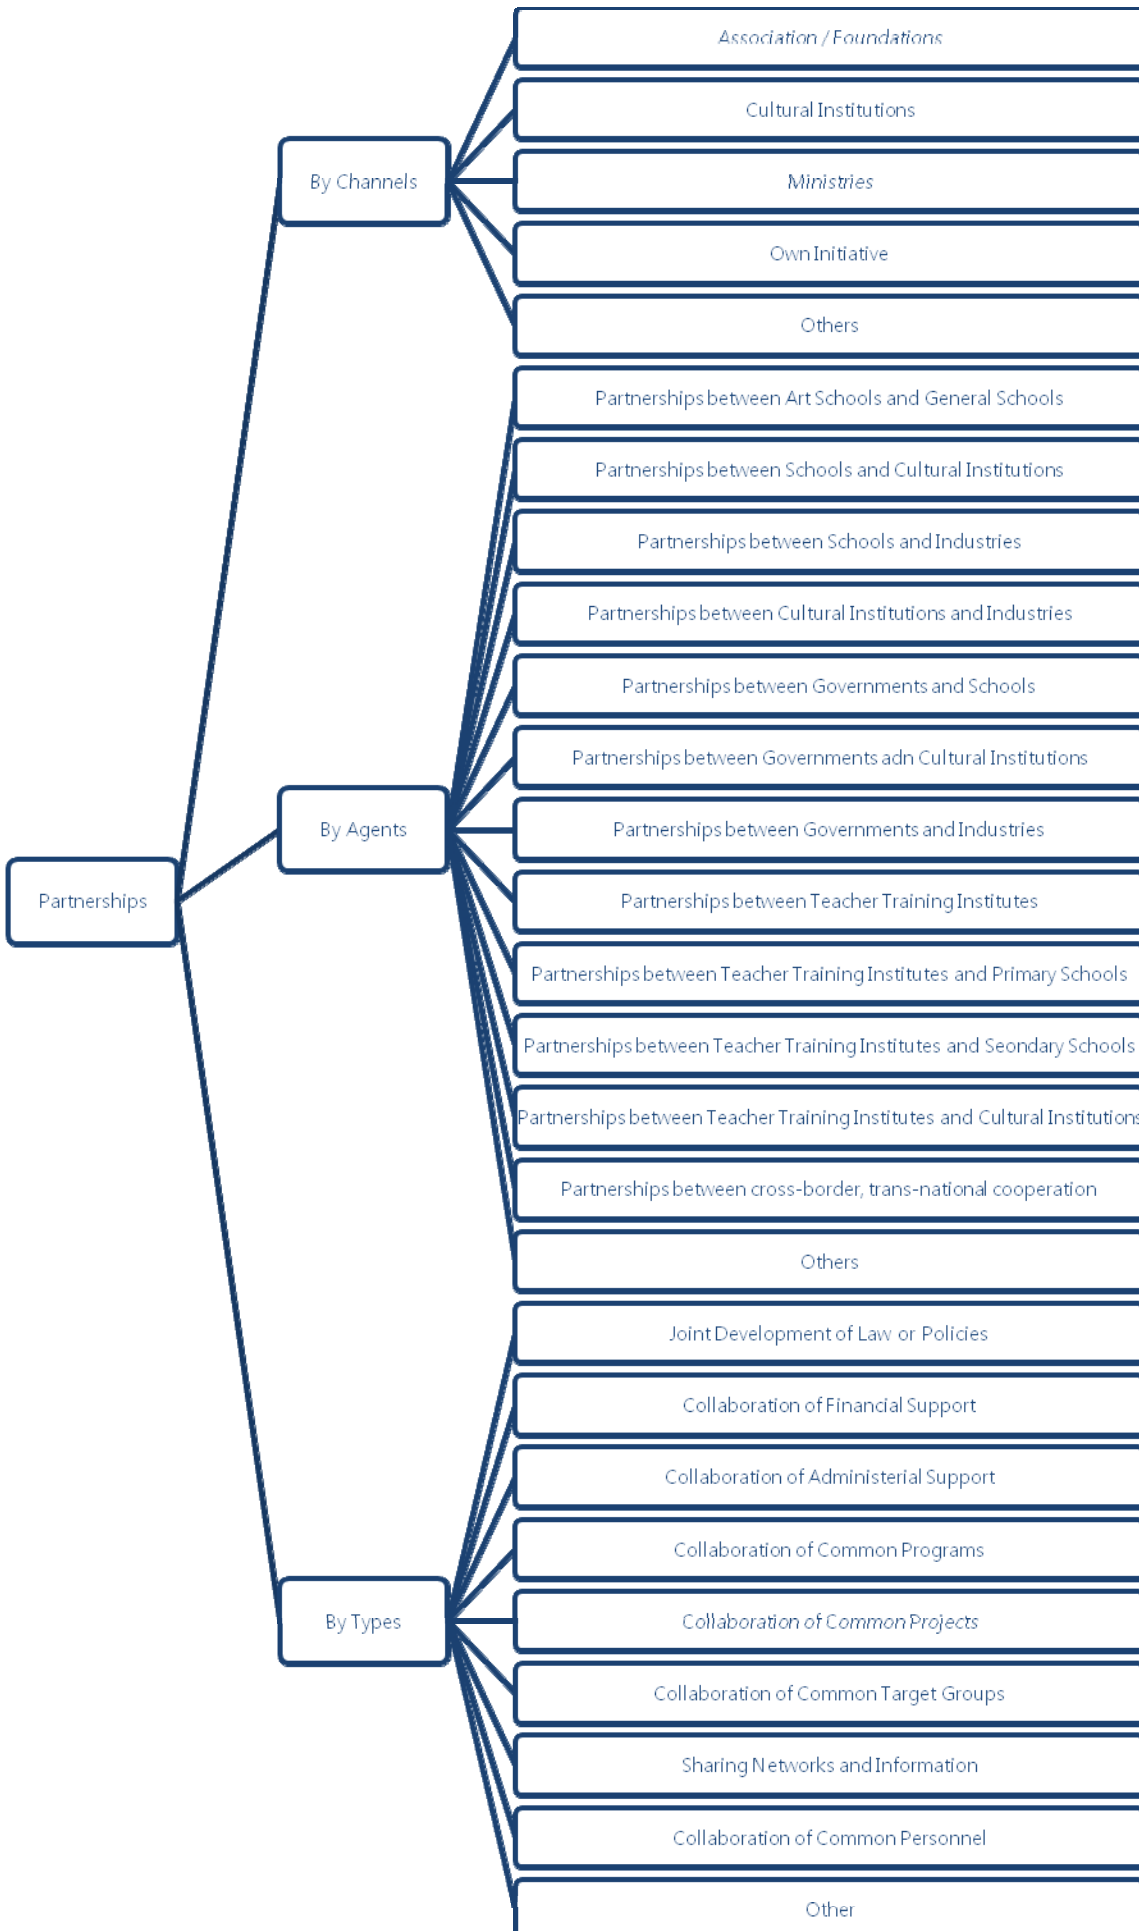 Association / Foundations
Cultural Institutions
By Channels
Ministries
Own Initiative
Others
Partnerships between Art Schools and General Schools
Partnerships between Schools and Cultural Institutions
Partnerships between Schools and Industries
Partnerships between Cultural Institutions and Industries
Partnerships between Governments and Schools
Partnerships between Governments adn Cultural Institutions
By Agents
Partnerships between Governments and Industries
Partnerships
Partnerships between Teacher Training Institutes
Partnerships between Teacher Training Institutes and Primary Schools
Partnerships between Teacher Training Institutes and Seondary Schools
Partnerships between Teacher Training Institutes and Cultural Institutions
Partnerships between cross-border, trans-national cooperation
Others
Joint Development of Law or Policies
Collaboration of Financial Support
Collaboration of Administerial Support
Collaboration of Common Programs
By Types
Collaboration of Common Projects
Collaboration of Common Target Groups
Sharing Networks and Information
Collaboration of Common Personnel
Other